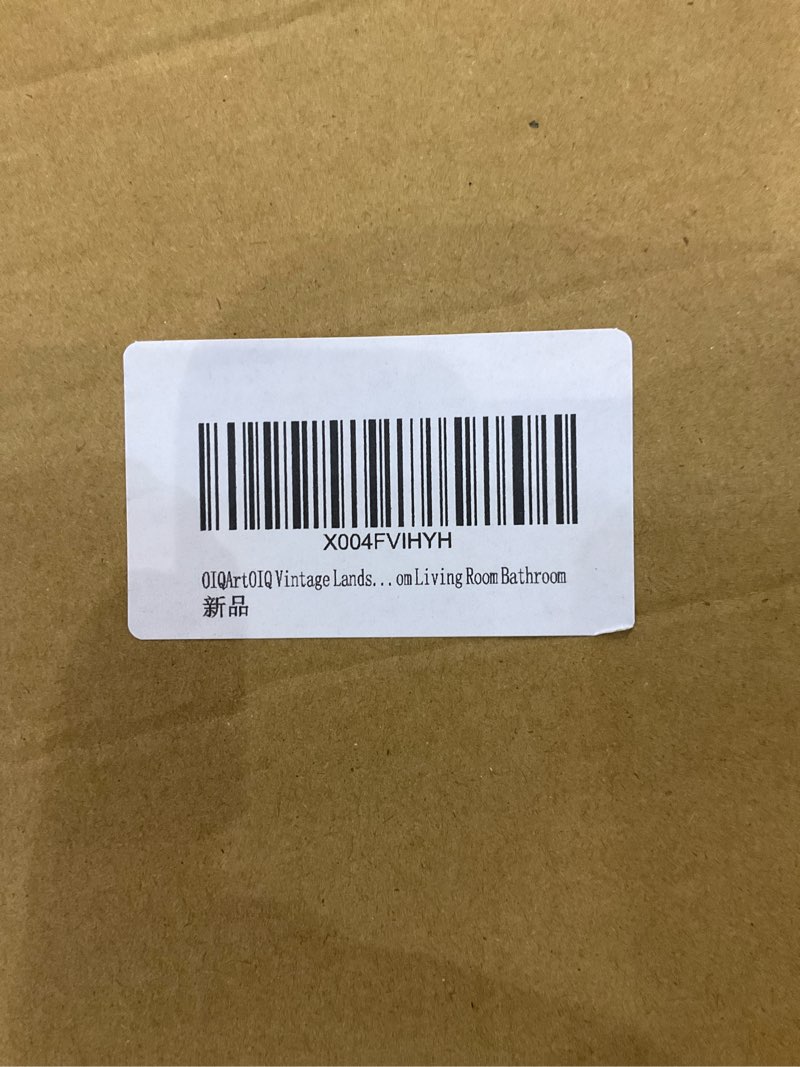 X004FVIHYH
OIQArtOIQ Vintage Lands...om Living Room Bathroom
新品